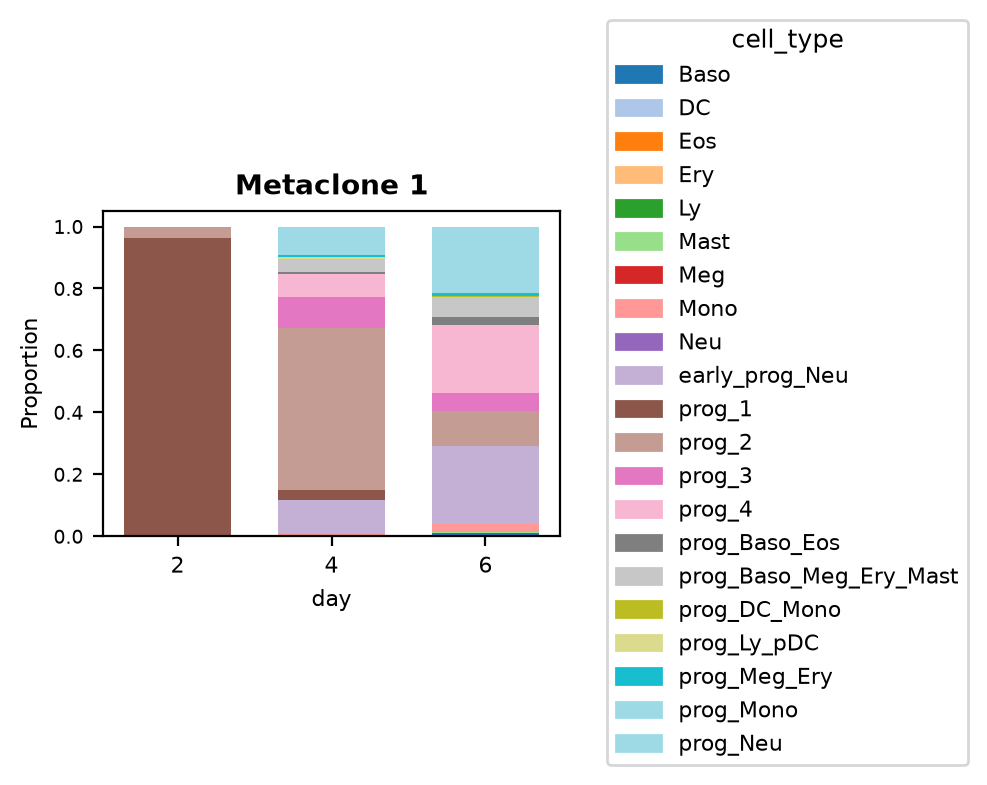 Metaclone 1
Proportion
1.0
0.8
0.6
0.4
0.2
0.0
2 4 6
day
cell_type
Baso
DC
Eos
Ery
Ly
Mast
Meg
Mono
Neu
early_prog_Neu
prog_1
prog_2
prog_3
prog_4
prog_Baso_Eos
prog_Baso_Meg_Ery_Mast
prog_DC_Mono
prog_Ly_pDC
prog_Meg_Ery
prog_Mono
prog_Neu